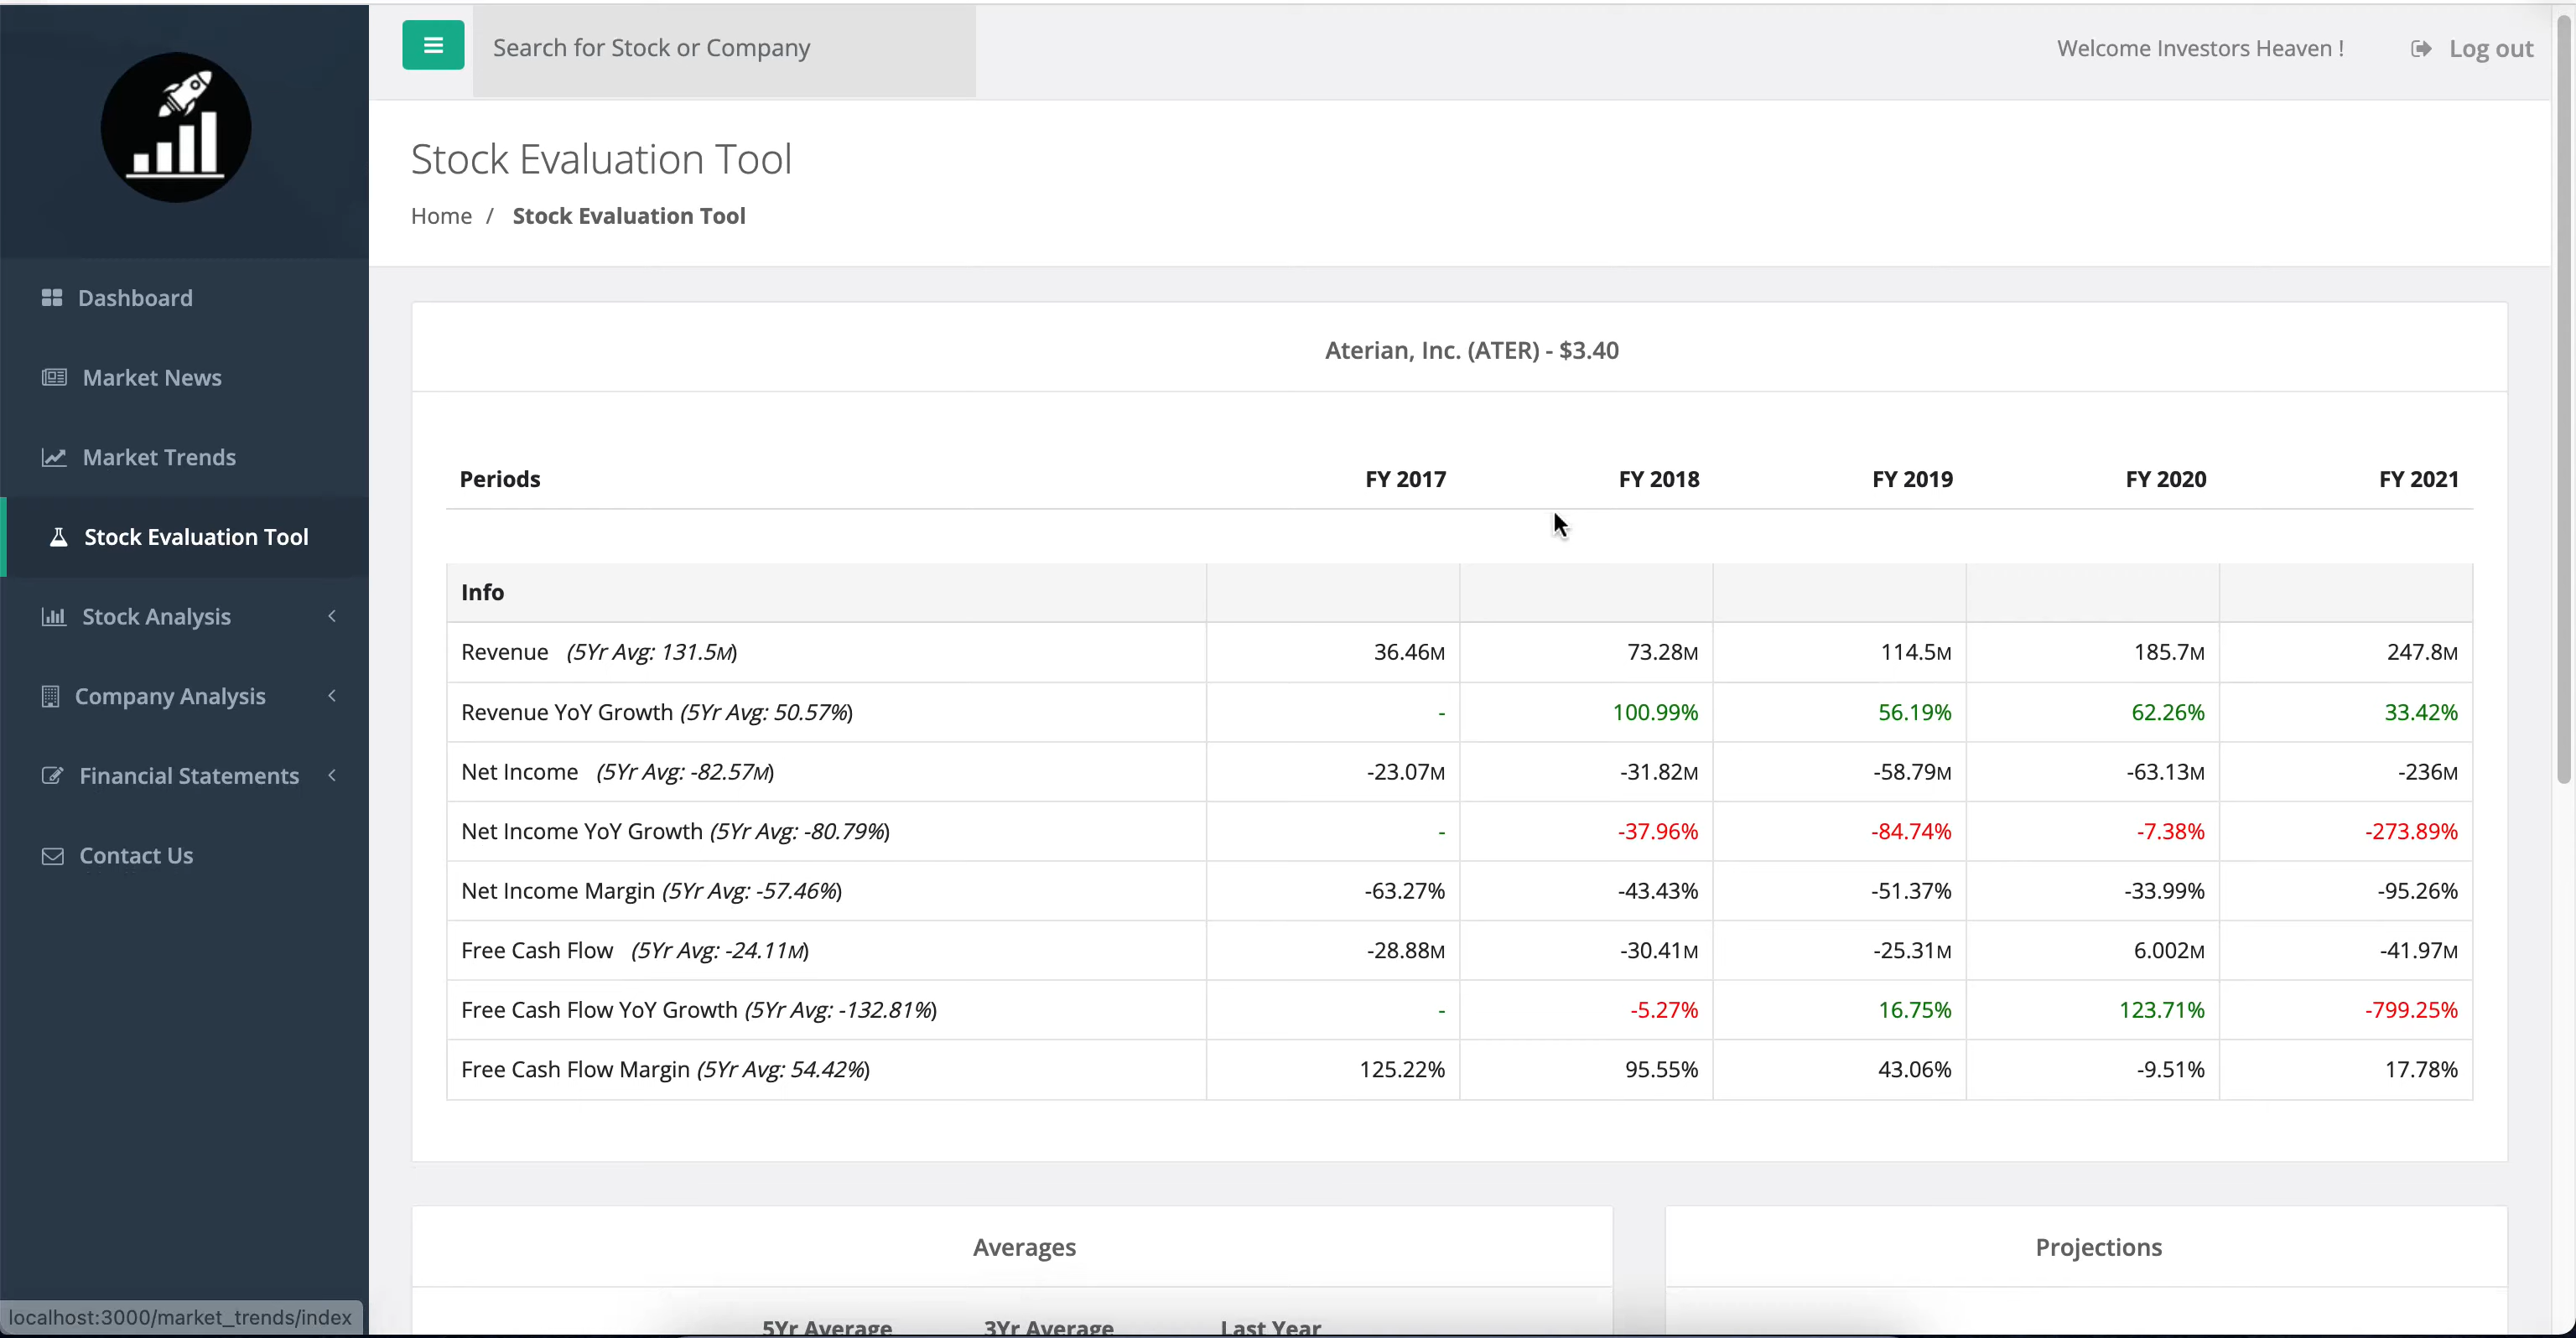 Search for Stock or Company
Welcome Investors Heaven !
Log out
Stock Evaluation Tool
Home / Stock Evaluation Tool
Dashboard
Market News
Market Trends
Stock Evaluation Tool
Stock Analysis
Company Analysis
Financial Statements
Contact Us
Aterian, Inc. (ATER) - $3.40
Periods FY 2017 FY 2018 FY 2019 FY 2020 FY 2021
Info
Revenue (5Yr Avg: 131.5M) 36.46M 73.28M 114.5M 185.7M 247.8M
Revenue YoY Growth (5Yr Avg: 50.57%) - 100.99% 56.19% 62.26% 33.42%
Net Income (5Yr Avg: -82.57M) -23.07M -31.82M -58.79M -63.13M -236M
Net Income YoY Growth (5Yr Avg: -80.79%) - -37.96% -84.74% -7.38% -273.89%
Net Income Margin (5Yr Avg: -57.46%) -63.27% -43.43% -51.37% -33.99% -95.26%
Free Cash Flow (5Yr Avg: -24.11M) -28.88M -30.41M -25.31M 6.002M -41.97M
Free Cash Flow YoY Growth (5Yr Avg: -132.81%) - -5.27% 16.75% 123.71% -799.25%
Free Cash Flow Margin (5Yr Avg: 54.42%) 125.22% 95.55% 43.06% -9.51% 17.78%
Averages
Projections
5Yr Average 3Yr Average Last Year
localhost:3000/market_trends/index